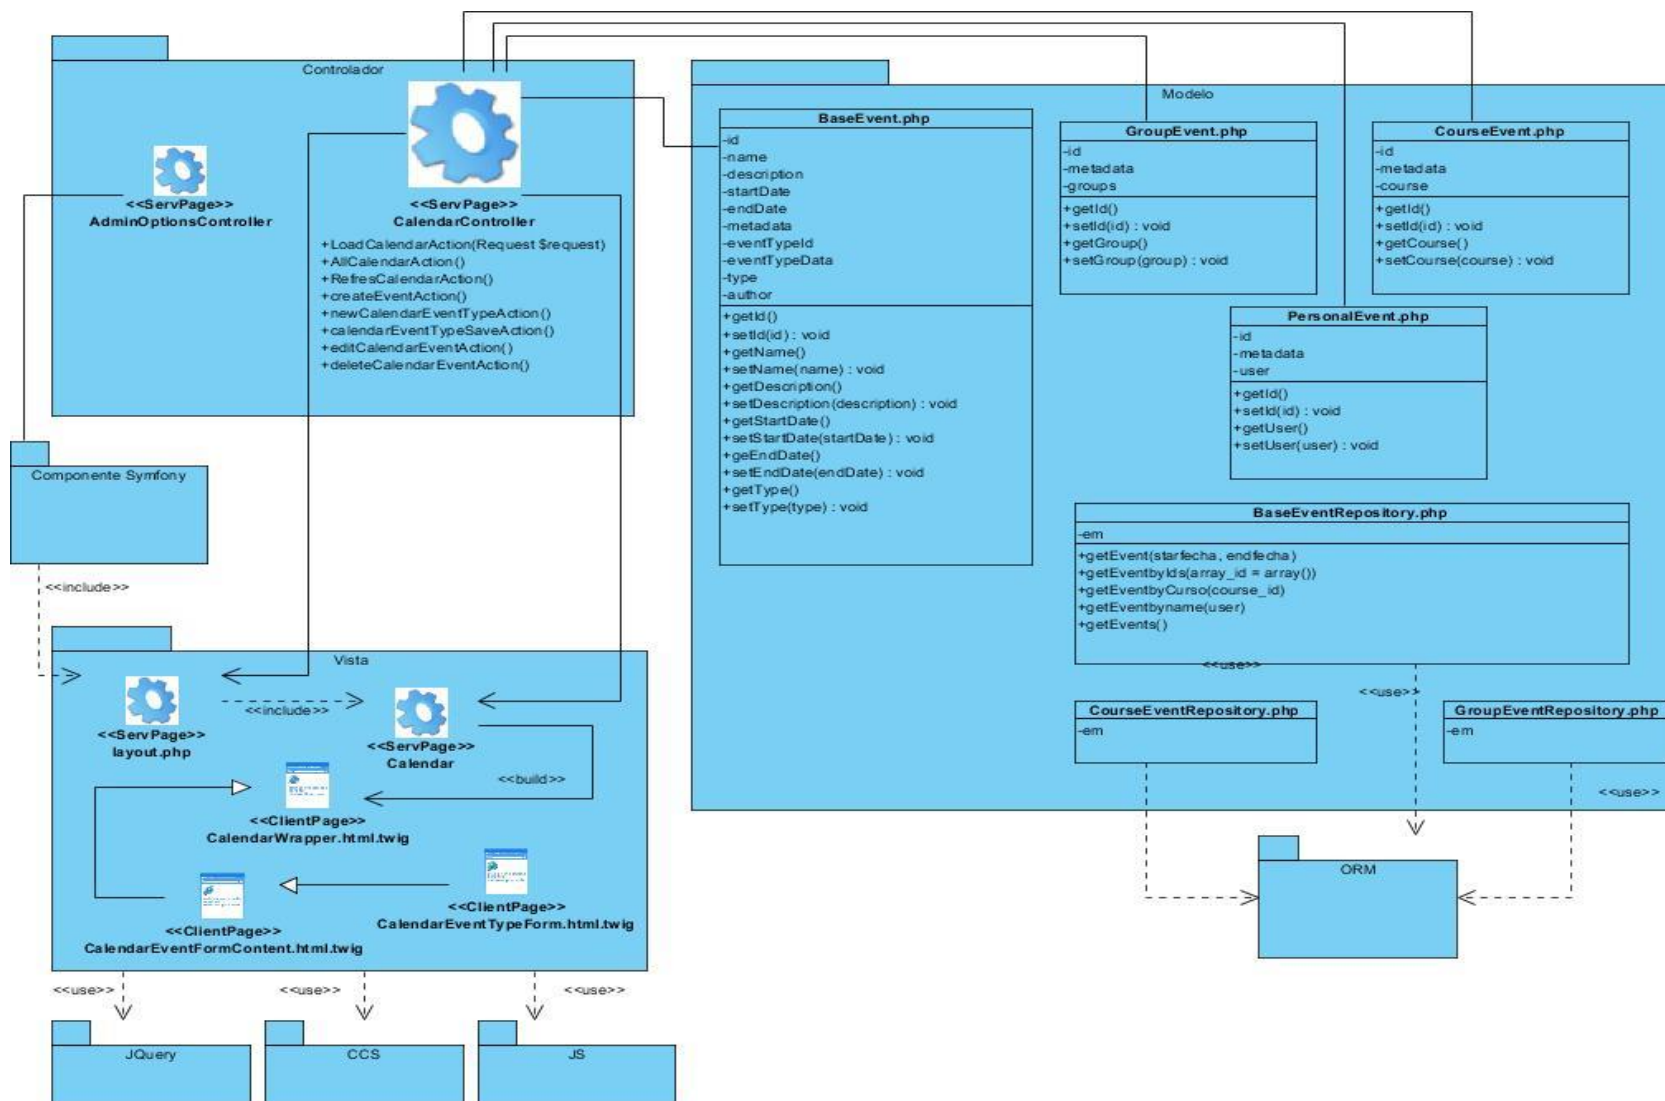 Controlador
<<ServPage>>
AdminOptionsController
<<ServPage>>
CalendarController
+LoadCalendarAction(Request $request)
+AllCalendarAction()
+RefresCalendarAction()
+createEventAction()
+newCalendarEventTypeAction()
+calendarEventTypeSaveAction()
+editCalendarEventAction()
+deleteCalendarEventAction()
Modelo
BaseEvent.php
-id
-name
-description
-startDate
-endDate
-metadata
-eventTypeId
-eventTypeData
-type
-author
+getId()
+setId(id) : void
+getName()
+setName(name) : void
+getDescription()
+setDescription(description) : void
+getStartDate()
+setStartDate(startDate) : void
+geEndDate()
+setEndDate(endDate) : void
+getType()
+setType(type) : void
GroupEvent.php
-id
-metadata
-groups
+getId()
+setId(id) : void
+getGroup()
+setGroup(group) : void
CourseEvent.php
-id
-metadata
-course
+getId()
+setId(id) : void
+getCourse()
+setCourse(course) : void
PersonalEvent.php
-id
-metadata
-user
+getId()
+setId(id) : void
+getUser()
+setUser(user) : void
BaseEventRepository.php
-em
+getEvent(starfecha, endfecha)
+getEventbyIds(array_id = array())
+getEventbyCurso(course_id)
+getEventbyname(user)
+getEvents()
<<use>>
<<use>>
CourseEventRepository.php
-em
GroupEventRepository.php
-em
<<use>>
ORM
Componente Symfony
<<include>>
Vista
<<include>>
<<ServPage>>
layout.php
<<ServPage>>
Calendar
<<build>>
<<ClientPage>>
CalendarWrapper.html.twig
<<ClientPage>>
CalendarEventTypeForm.html.twig
<<ClientPage>>
CalendarEventFormContent.html.twig
<<use>>
<<use>>
<<use>>
JQuery
CCS
JS